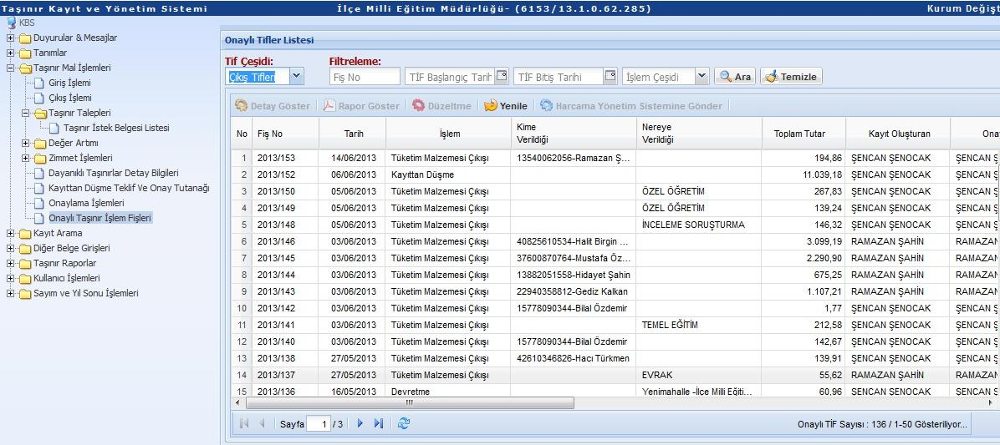 Taşınır Kayıt ve Yönetim Sistemi İlçe Milli Eğitim Müdürlüğü- (6153/13.1.0.62.285) Kurum Değişt
KBS
Duyurular & Mesajlar
Tanımlar
Taşınır Mal İşlemleri
Giriş İşlemi
Çıkış İşlemi
Taşınır Talepleri
Taşınır İstek Belgesi Listesi
Değer Artımı
Zimmet İşlemleri
Dayanıklı Taşınırlar Detay Bilgileri
Kayıttan Düşme Teklif Ve Onay Tutanağı
Onaylama İşlemleri
Onaylı Taşınır İşlem Fişleri
Kayıt Arama
Diğer Belge Girişleri
Taşınır Raporlar
Kullanıcı İşlemleri
Sayım ve Yıl Sonu İşlemleri
Onaylı Tifler Listesi
Tif Çeşidi: Filtreleme:
Çıkış Tifleri Fiş No TİF Başlangıç Tarih TİF Bitiş Tarihi İşlem Çeşidi Ara Temizle
Detay Göster Rapor Göster Düzeltme Yenile Harcama Yönetim Sistemine Gönder
No Fiş No Tarih İşlem Kime Verildiği Nereye Verildiği Toplam Tutar Kayıt Oluşturan Ona
1 2013/153 14/06/2013 Tüketim Malzemesi Çıkışı 13540062056-Ramazan Ş... 194,86 ŞENCAN ŞENOCAK ŞENCAN Ş
2 2013/152 06/06/2013 Kayıttan Düşme 11.039,18 ŞENCAN ŞENOCAK ŞENCAN Ş
3 2013/150 05/06/2013 Tüketim Malzemesi Çıkışı ÖZEL ÖĞRETİM 267,83 ŞENCAN ŞENOCAK ŞENCAN Ş
4 2013/149 05/06/2013 Tüketim Malzemesi Çıkışı ÖZEL ÖĞRETİM 139,24 ŞENCAN ŞENOCAK ŞENCAN Ş
5 2013/148 05/06/2013 Tüketim Malzemesi Çıkışı İNCELEME SORUŞTURMA 146,32 ŞENCAN ŞENOCAK ŞENCAN Ş
6 2013/146 03/06/2013 Tüketim Malzemesi Çıkışı 40825610534-Halit Birgin ... 3.099,19 RAMAZAN ŞAHİN RAMAZAN
7 2013/145 03/06/2013 Tüketim Malzemesi Çıkışı 37600870764-Mustafa Öz... 2.290,90 RAMAZAN ŞAHİN RAMAZAN
8 2013/144 03/06/2013 Tüketim Malzemesi Çıkışı 13882051558-Hidayet Şahin 675,25 RAMAZAN ŞAHİN RAMAZAN
9 2013/143 03/06/2013 Tüketim Malzemesi Çıkışı 22940358812-Gediz Kalkan 1.107,21 RAMAZAN ŞAHİN RAMAZAN
10 2013/142 03/06/2013 Tüketim Malzemesi Çıkışı 15778090344-Bilal Özdemir 1,77 ŞENCAN ŞENOCAK ŞENCAN Ş
11 2013/141 03/06/2013 Tüketim Malzemesi Çıkışı TEMEL EĞİTİM 212,58 ŞENCAN ŞENOCAK ŞENCAN Ş
12 2013/140 03/06/2013 Tüketim Malzemesi Çıkışı 15778090344-Bilal Özdemir 142,67 ŞENCAN ŞENOCAK ŞENCAN Ş
13 2013/138 27/05/2013 Tüketim Malzemesi Çıkışı 42610346826-Hacı Türkmen 139,91 ŞENCAN ŞENOCAK ŞENCAN Ş
14 2013/137 27/05/2013 Tüketim Malzemesi Çıkışı EVRAK 55,62 RAMAZAN ŞAHİN RAMAZAN
15 2013/136 16/05/2013 Devretme Yenimahalle -İlçe Milli Eğiti... 60,96 ŞENCAN ŞENOCAK ŞENCAN Ş
Sayfa 1 / 3 Onaylı TİF Sayısı : 136 / 1-50 Gösteriliyor...